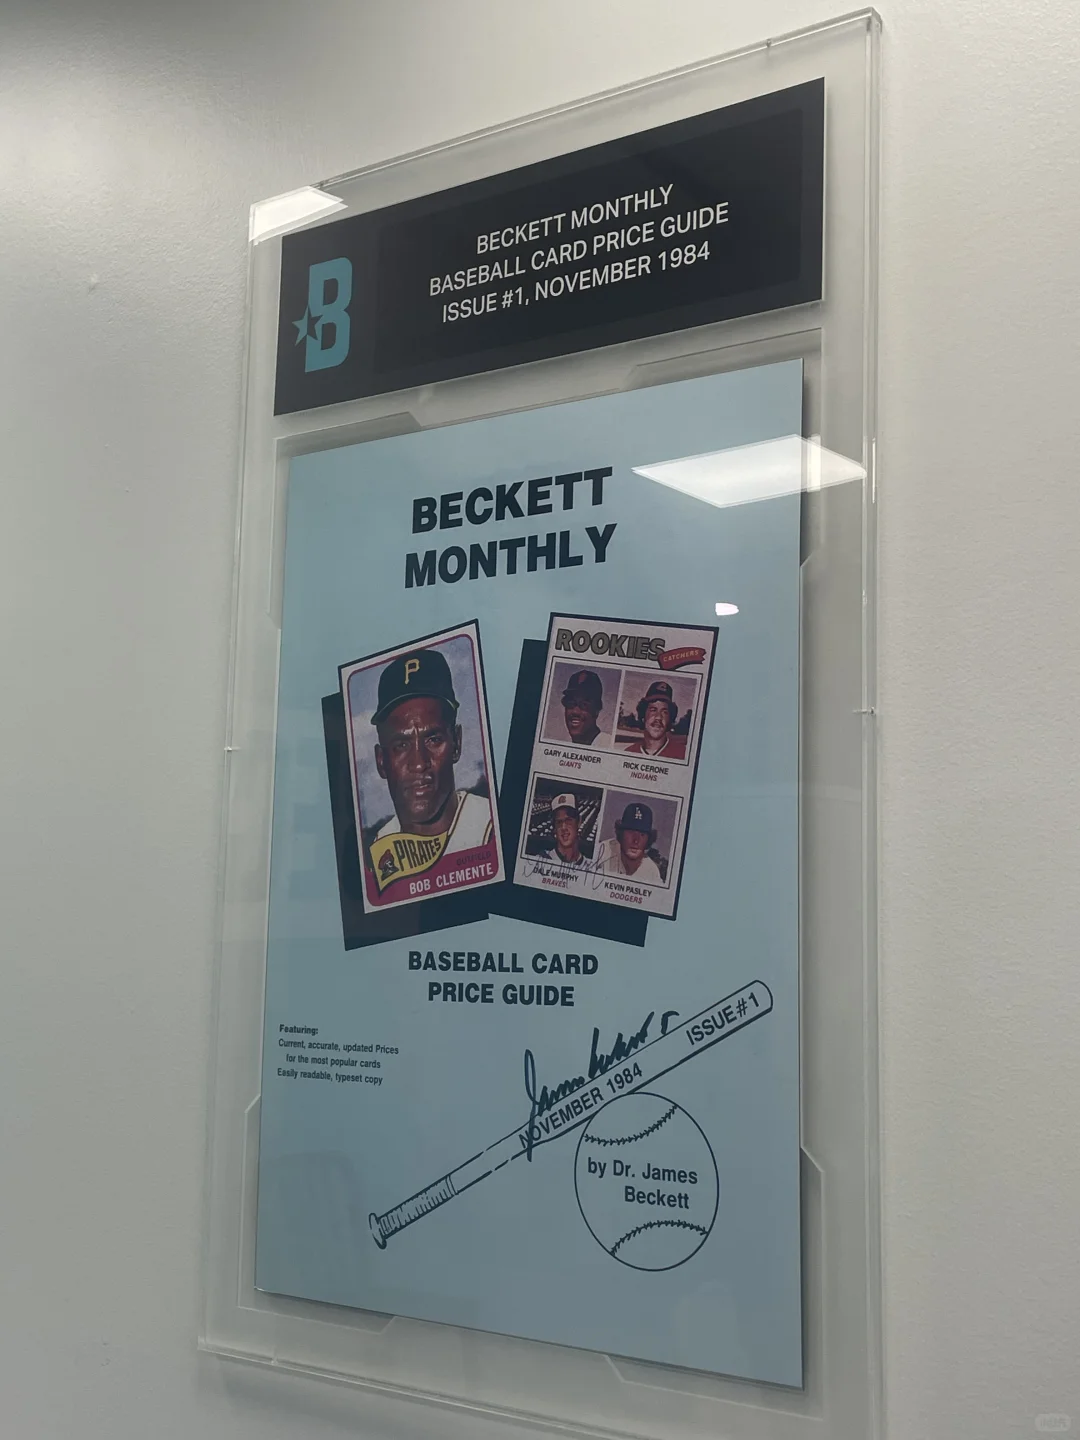 BECKETT MONTHLY
BASEBALL CARD PRICE GUIDE
ISSUE #1, NOVEMBER 1984
B
BECKETT
MONTHLY
P
PIRATES
OUTFIELD
BOB CLEMENTE
ROOKIES
CATCHERS
GARY ALEXANDER
GIANTS
RICK CERONE
INDIANS
DALE MURPHY
BRAVES
KEVIN PASLEY
DODGERS
BASEBALL CARD
PRICE GUIDE
Featuring:
Current, accurate, updated Prices
for the most popular cards
Easily readable, typeset copy
NOVEMBER 1984
ISSUE #1
by Dr. James
Beckett